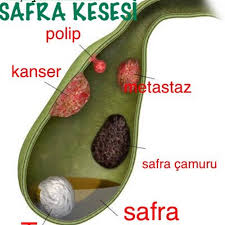 SAFRA KESESİ
polip
kanser
metastaz
safra çamuru
safra